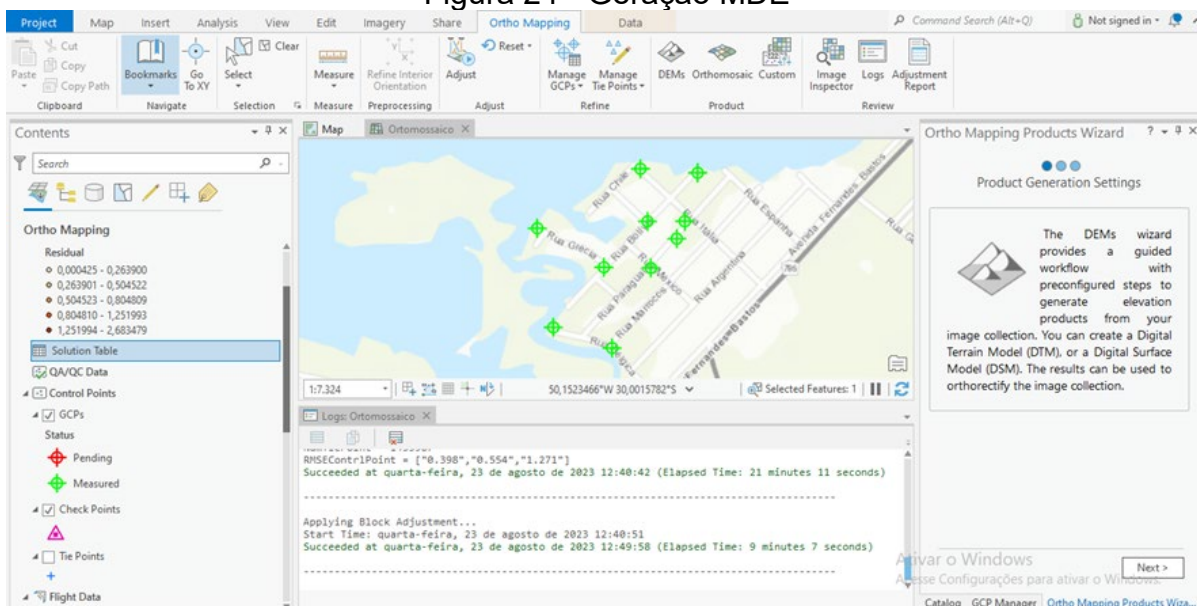 Figura 24 - Geração MDE
Project Map Insert Analysis View Edit Imagery Share Ortho Mapping Data
Command Search (Alt+Q)
Not signed in
Cut
Copy
Copy Path
Paste
Clipboard
Bookmarks
Go To XY
Navigate
Select
Clear
Selection
Measure
Measure
Refine Interior Orientation
Preprocessing
Adjust
Reset
Adjust
Manage GCPs
Manage Tie Points
Refine
DEMs
Orthomosaic
Custom
Product
Image Inspector
Logs
Adjustment Report
Review
Contents
Search
Ortho Mapping
Residual
0,000425 - 0,263900
0,263901 - 0,504522
0,504523 - 0,804809
0,804810 - 1,251993
1,251994 - 2,683479
Solution Table
QA/QC Data
Control Points
GCPs
Status
Pending
Measured
Check Points
Tie Points
Flight Data
Map
Ortomossaico
Rua Chile
Rua Espanha
Avenida Fernandes Bastos
Rua Grecia
Rua Italia
Rua Mexico
Rua Argentina
786
Rua Paragua
Rua Marrocos
1:7.324
50,1523466°W 30,0015782°S
Selected Features: 1
Logs: Ortomossaico
RMSEContrlPoint = ["0.398","0.554","1.271"]
Succeeded at quarta-feira, 23 de agosto de 2023 12:40:42 (Elapsed Time: 21 minutes 11 seconds)
Applying Block Adjustment...
Start Time: quarta-feira, 23 de agosto de 2023 12:40:51
Succeeded at quarta-feira, 23 de agosto de 2023 12:49:58 (Elapsed Time: 9 minutes 7 seconds)
Ortho Mapping Products Wizard
Product Generation Settings
The DEMs wizard
provides a guided
workflow with
preconfigured steps to
generate elevation
products from your
image collection. You can create a Digital
Terrain Model (DTM), or a Digital Surface
Model (DSM). The results can be used to
orthorectify the image collection.
Ativar o Windows
Acesse Configurações para ativar o Windows.
Next >
Catalog GCP Manager Ortho Mapping Products Wiza...